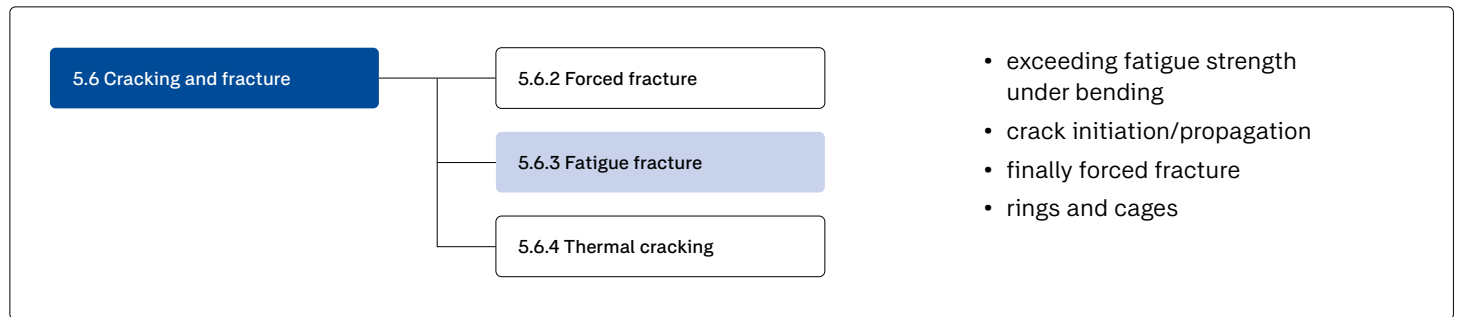 5.6 Cracking and fracture
5.6.2 Forced fracture
5.6.3 Fatigue fracture
5.6.4 Thermal cracking
• exceeding fatigue strength
under bending
• crack initiation/propagation
• finally forced fracture
• rings and cages